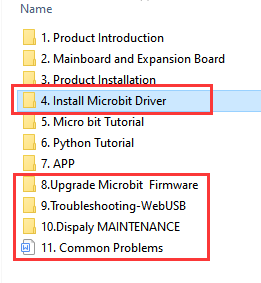 Name
1. Product Introduction
2. Mainboard and Expansion Board
3. Product Installation
4. Install Microbit Driver
5. Micro bit Tutorial
6. Python Tutorial
7. APP
8.Upgrade Microbit  Firmware
9.Troubleshooting-WebUSB
10.Dispaly MAINTENANCE
11. Common Problems